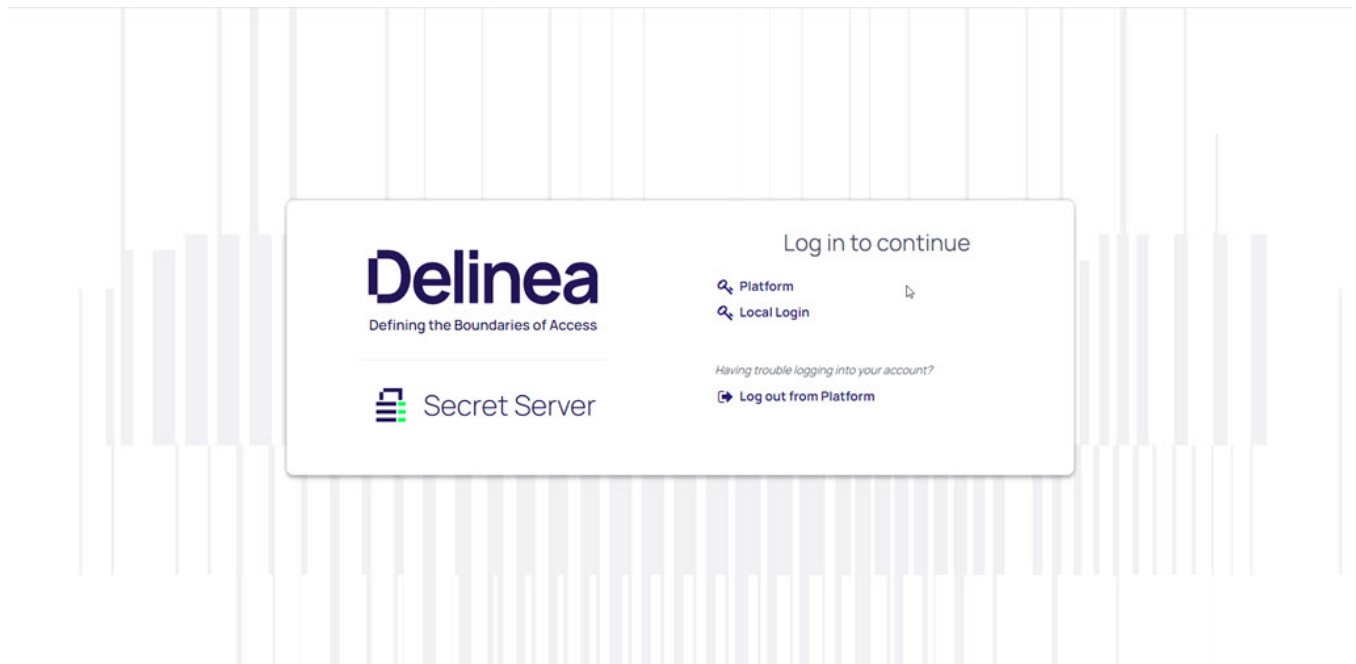 Delinea
Defining the Boundaries of Access
Secret Server
Log in to continue
Platform
Local Login
Having trouble logging into your account?
Log out from Platform